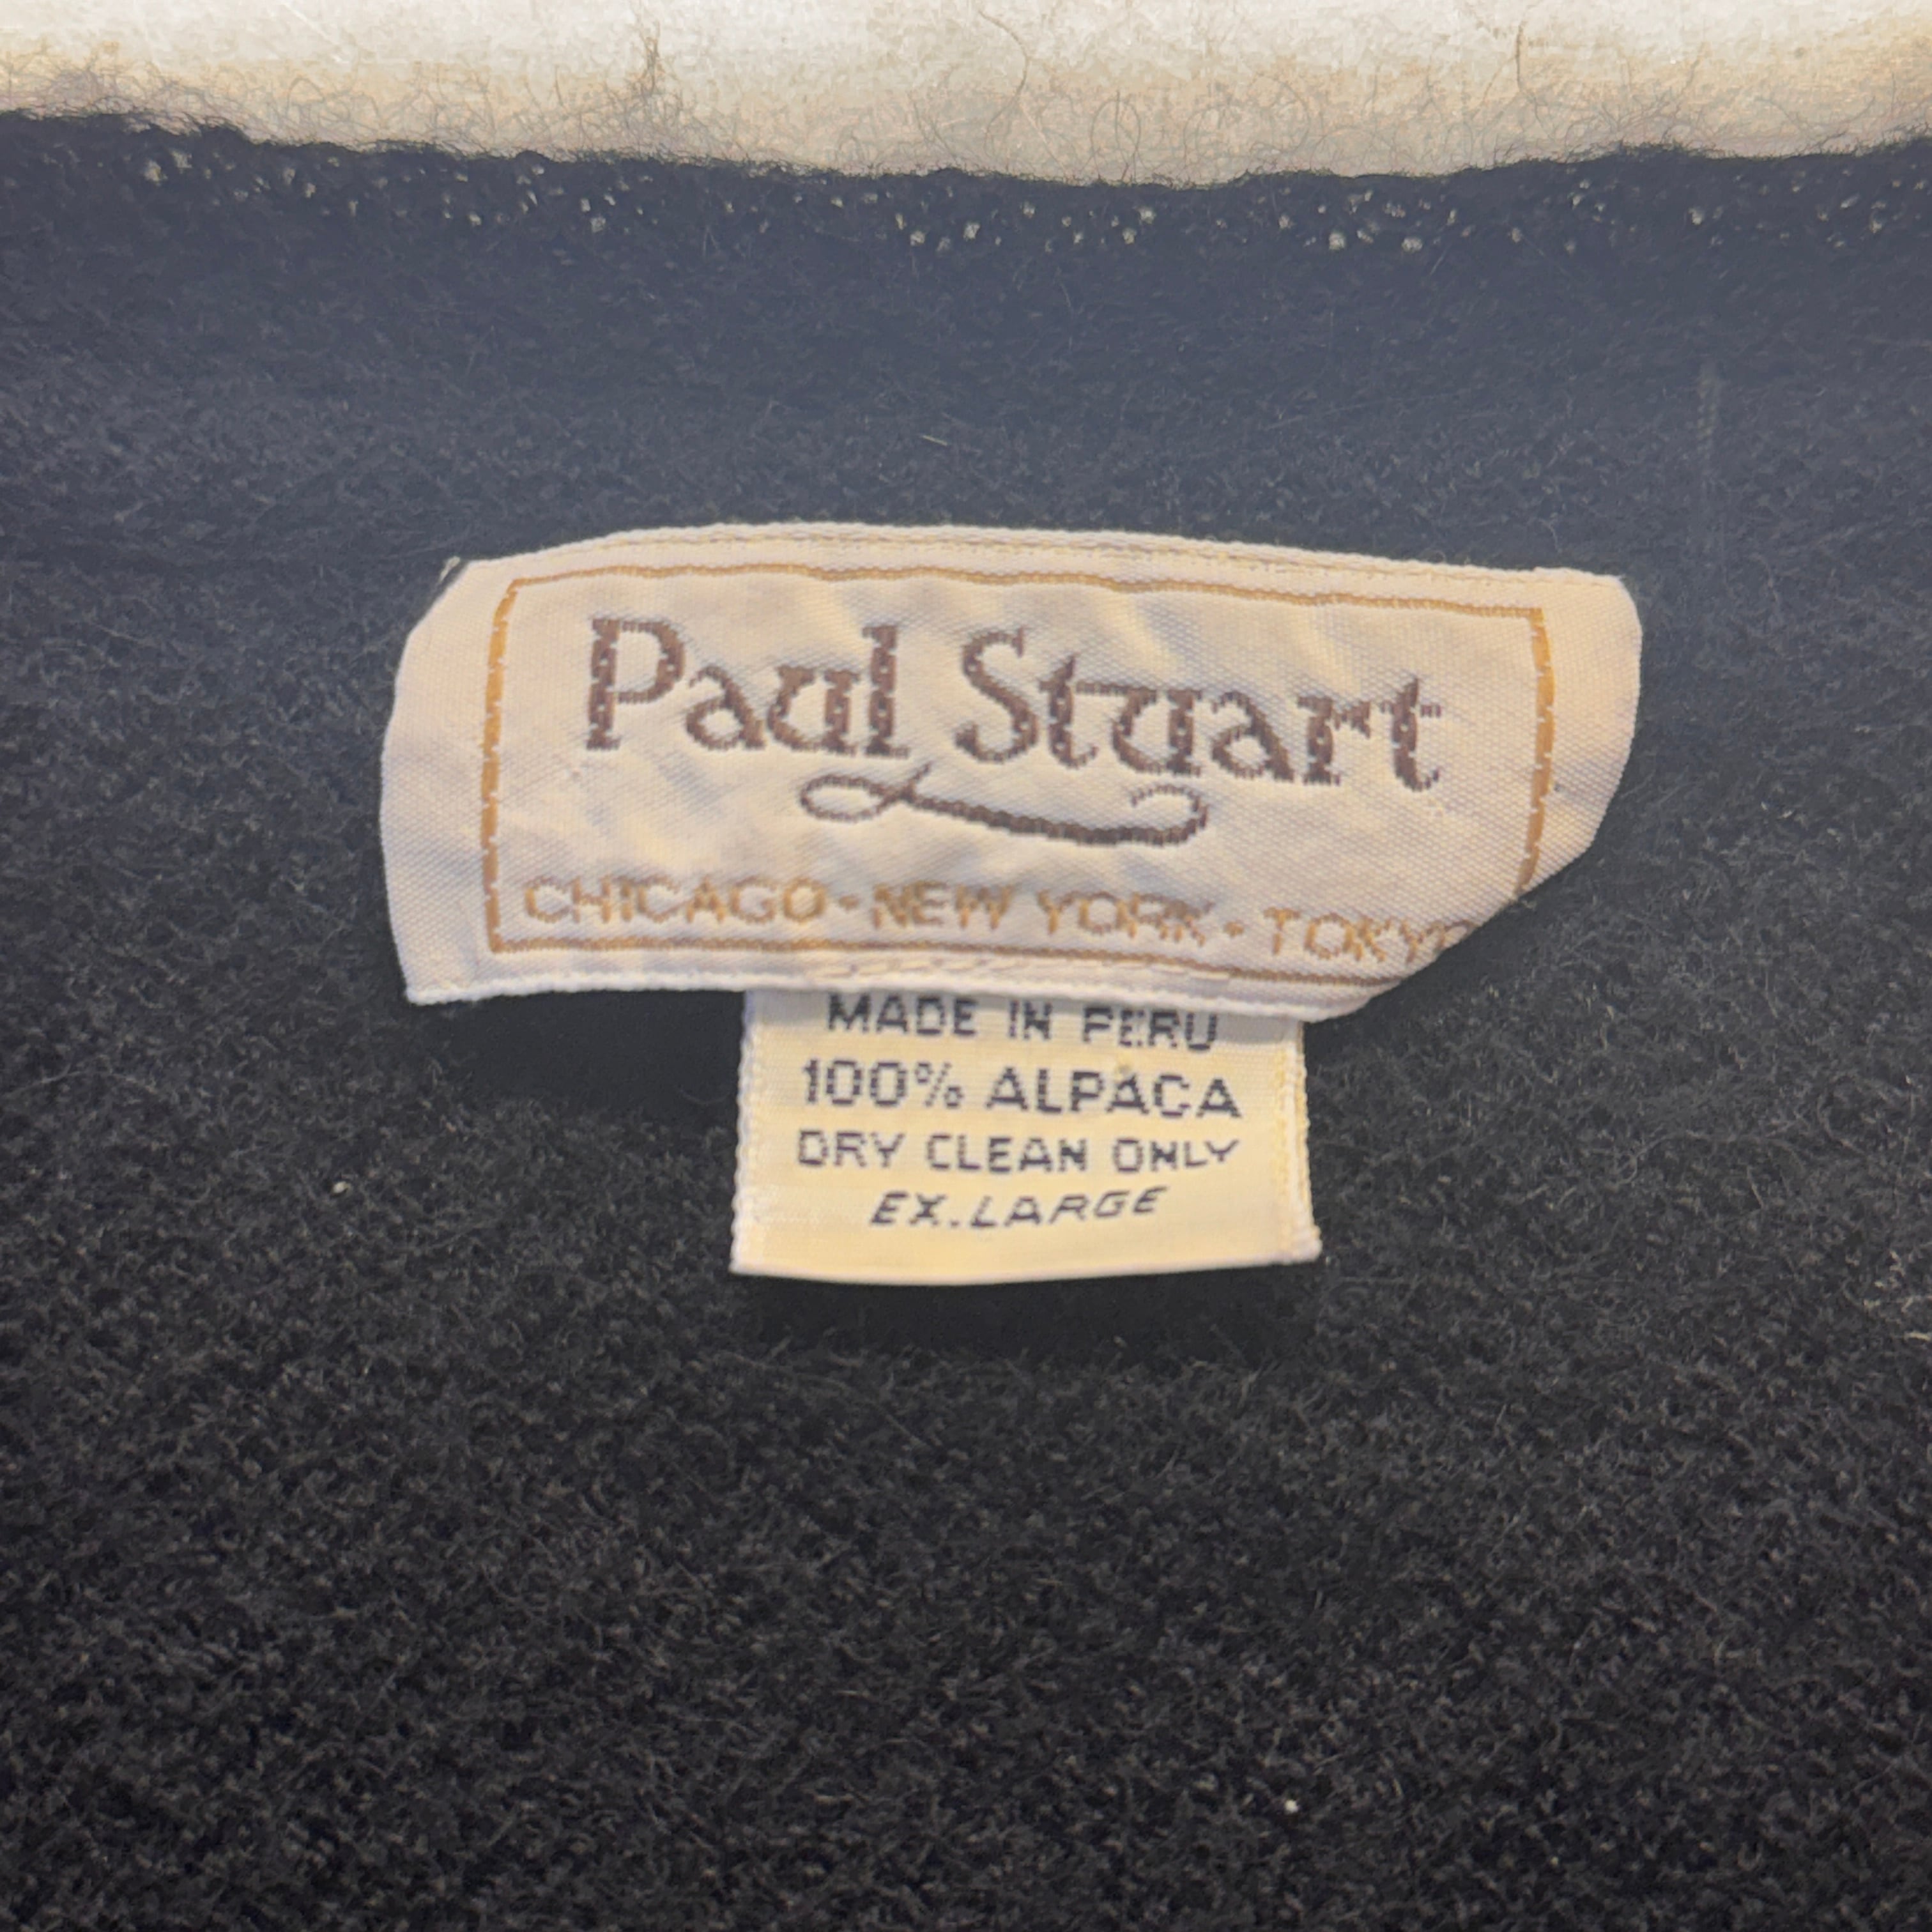 Paul Stuart
CHICAGO • NEW YORK • TOKYO
MADE IN PERU
100% ALPACA
DRY CLEAN ONLY
EX. LARGE